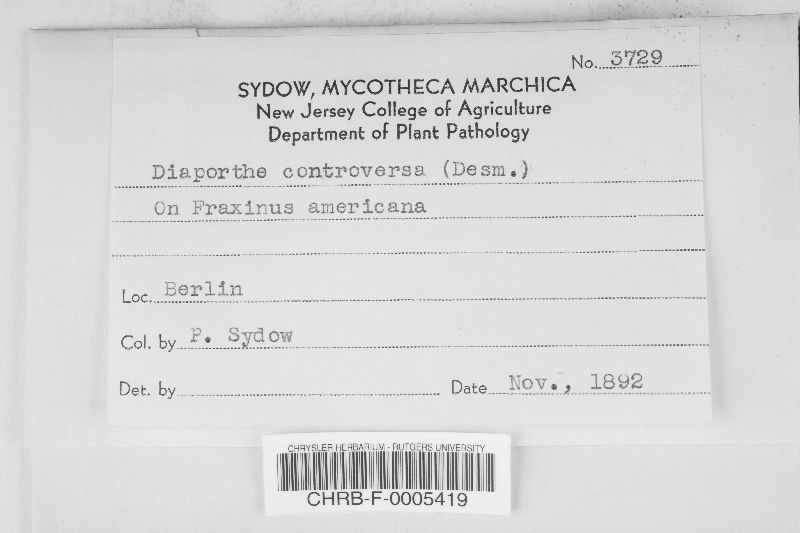 No. 3729
SYDOW, MYCOTHECA MARCHICA
New Jersey College of Agriculture
Department of Plant Pathology
Diaporthe controversa (Desm.)
On Fraxinus americana
Loc. Berlin
Col. by P. Sydow
Det. by
Date Nov., 1892
CHRYSLER HERBARIUM - RUTGERS UNIVERSITY
CHRB-F-0005419